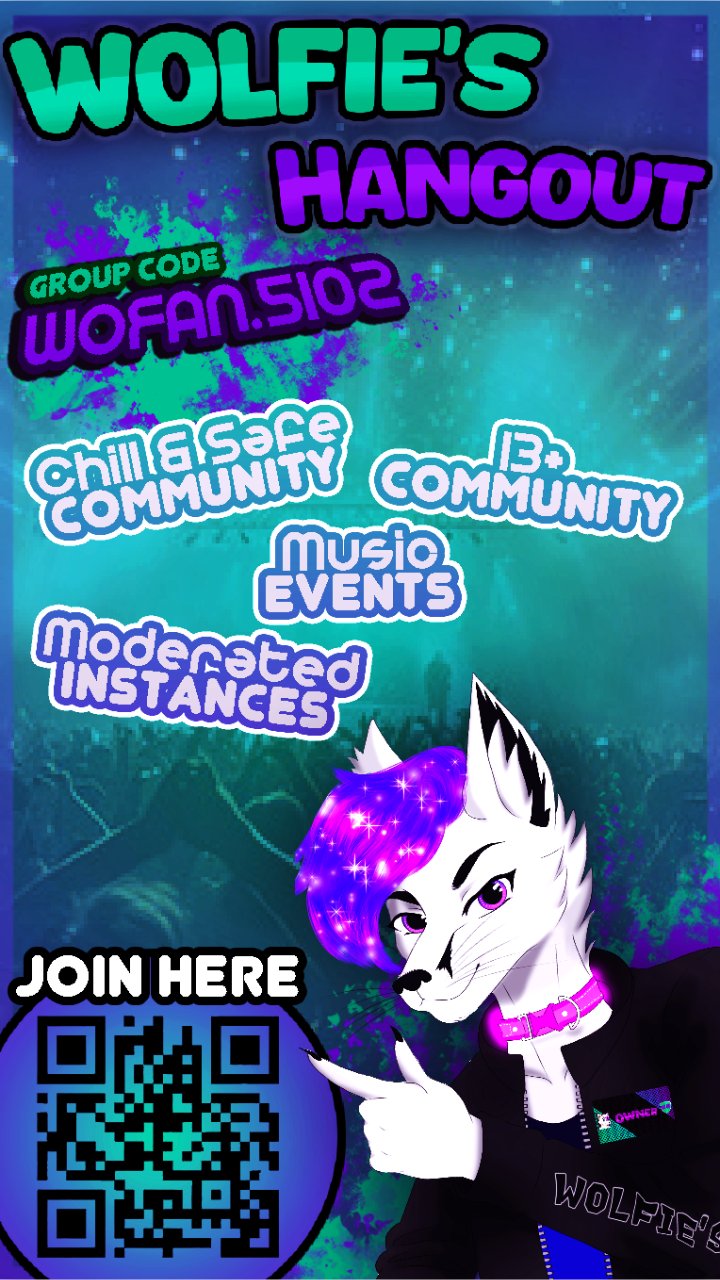 WOLFIE'S
HANGOUT
GROUP CODE
WOFAN.5102
Chill & Safe
COMMUNITY
13+
COMMUNITY
Music
EVENTS
Moderated
INSTANCES
JOIN HERE
OWNER
WOLFIE'S